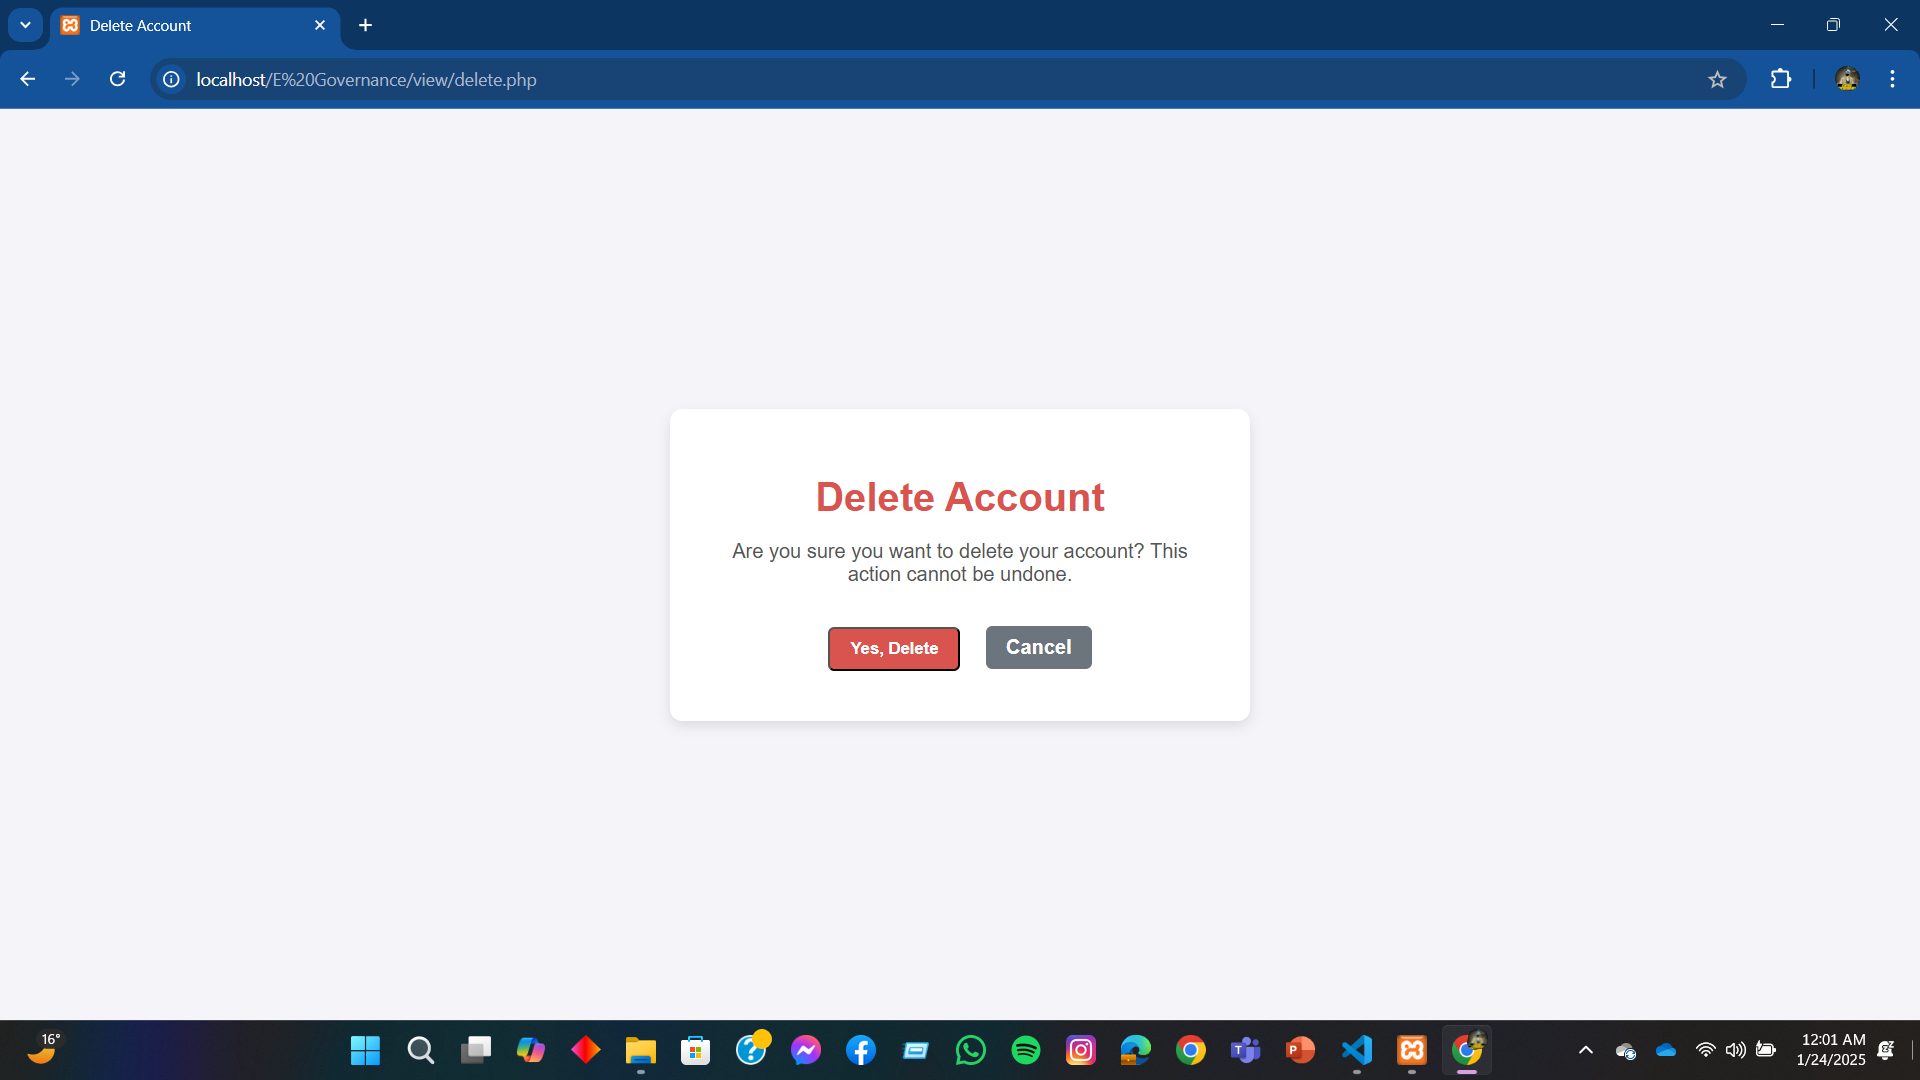 Delete Account
localhost/E%20Governance/view/delete.php
Delete Account
Are you sure you want to delete your account? This
action cannot be undone.
Yes, Delete
Cancel
16°
12:01 AM
1/24/2025